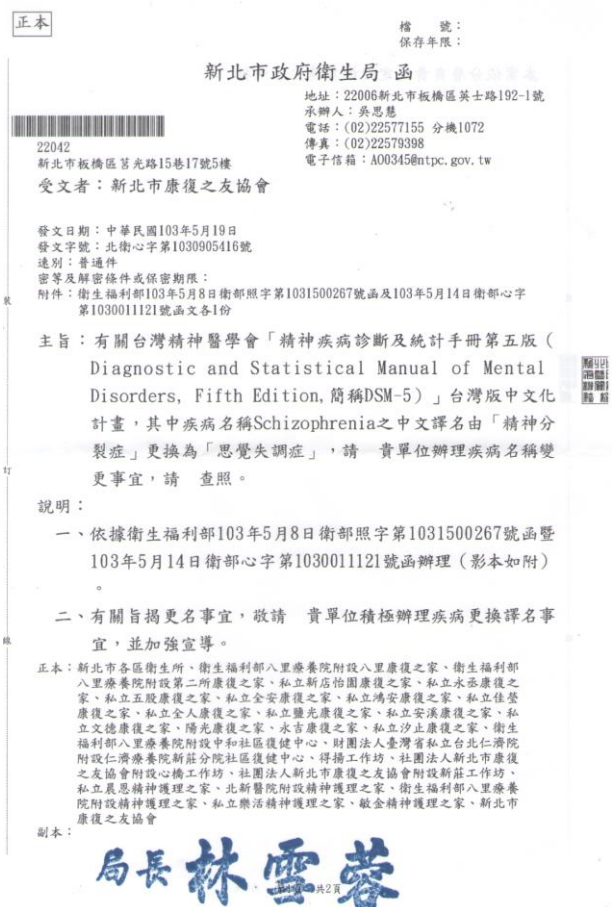 正本
檔　　號：
保存年限：
新北市政府衛生局 函
地址：22006新北市板橋區英士路192-1號
承辦人：吳思慧
電話：(02)22577155 分機1072
傳真：(02)22579398
電子信箱：AO0345@ntpc.gov.tw
22042
新北市板橋區莒光路15巷17號5樓
受文者：新北市康復之友協會
發文日期：中華民國103年5月19日
發文字號：北衛心字第1030905416號
速別：普通件
密等及解密條件或保密期限：
附件：衛生福利部103年5月8日衛部照字第1031500267號函及103年5月14日衛部心字
第1030011121號函文各1份
主旨：有關台灣精神醫學會「精神疾病診斷及統計手冊第五版（
Diagnostic and Statistical Manual of Mental
Disorders, Fifth Edition,簡稱DSM-5）」台灣版中文化
計畫，其中疾病名稱Schizophrenia之中文譯名由「精神分
裂症」更換為「思覺失調症」，請　貴單位辦理疾病名稱變
更事宜，請　查照。
說明：
一、依據衛生福利部103年5月8日衛部照字第1031500267號函暨
103年5月14日衛部心字第1030011121號函辦理（影本如附）
。
二、有關旨揭更名事宜，敬請　貴單位積極辦理疾病更換譯名事
宜，並加強宣導。
正本：新北市各區衛生所、衛生福利部八里療養院附設八里康復之家、衛生福利部
八里療養院附設第二所康復之家、私立新店怡園康復之家、私立永丞康復之
家、私立五股康復之家、私立全安康復之家、私立鴻安康復之家、私立佳瑩
康復之家、私立全人康復之家、私立鹽光康復之家、私立安溪康復之家、私
立文德康復之家、陽光康復之家、永吉康復之家、私立汐止康復之家、衛生
福利部八里療養院附設中和社區復健中心、財團法人臺灣省私立台北仁濟院
附設仁濟療養院新莊分院社區復健中心、得揚工作坊、社團法人新北市康復
之友協會附設心橋工作坊、社團法人新北市康復之友協會附設新莊工作坊、
私立晨恩精神護理之家、北新醫院附設精神護理之家、衛生福利部八里療養
院附設精神護理之家、私立樂活精神護理之家、敏金精神護理之家、新北市
康復之友協會
副本：
局長 林雪蓉
共2頁
裝
訂
線